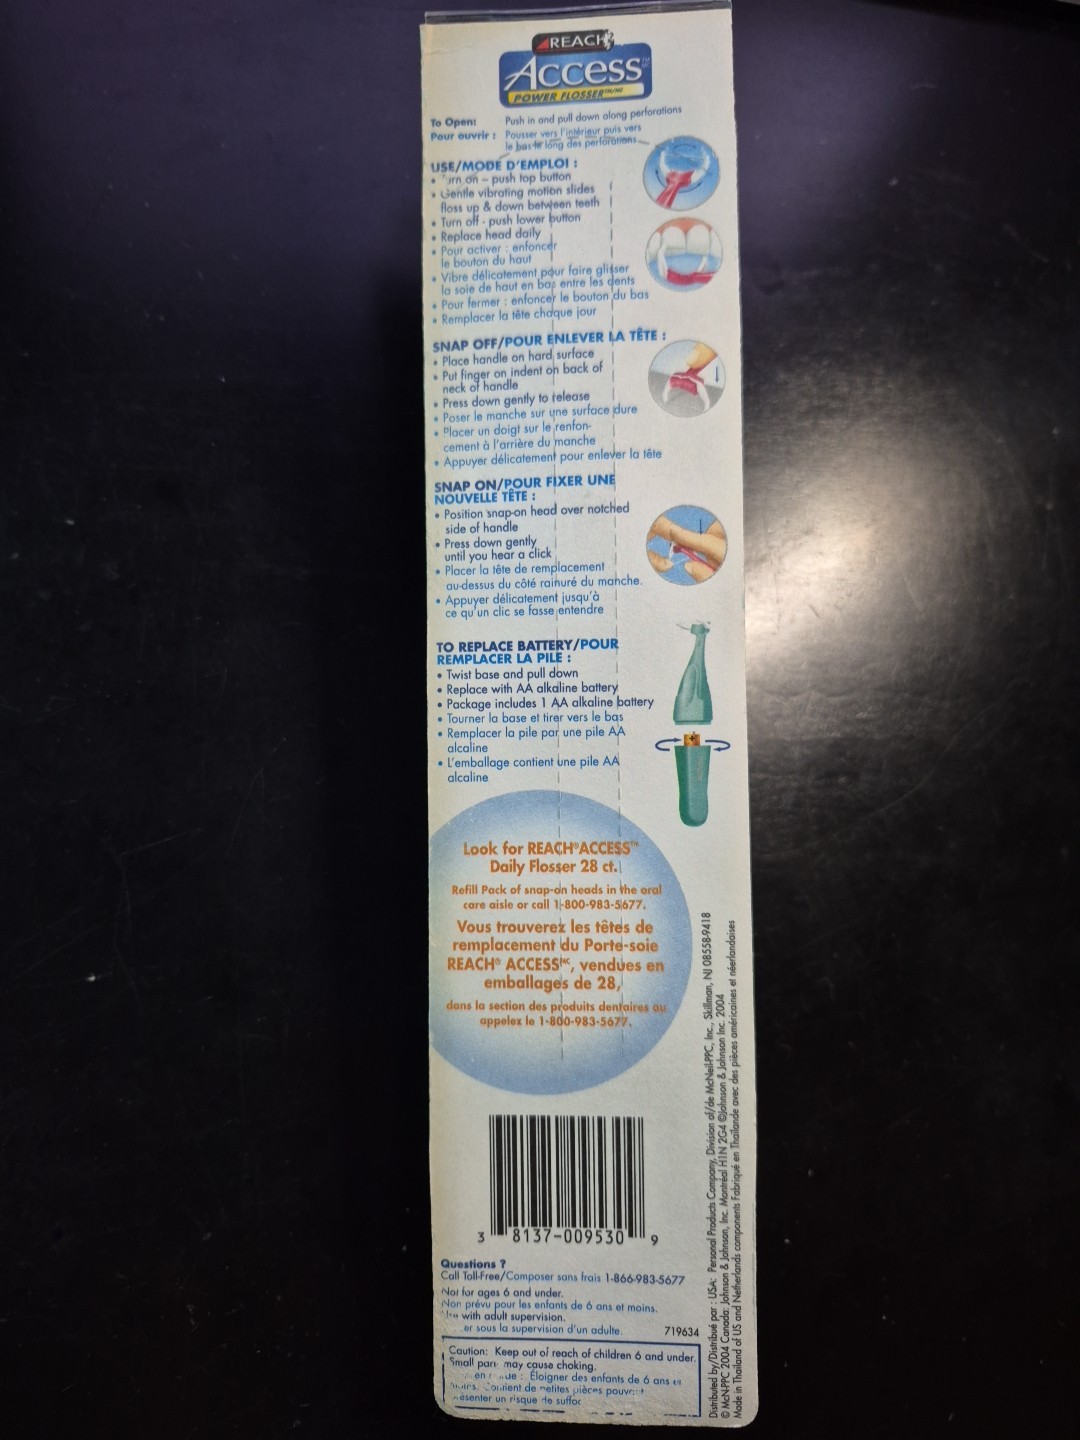 REACH
Access™
POWER FLOSSER™/MC
To Open: Push in and pull down along perforations
Pour ouvrir : Pousser vers l'intérieur puis vers
le bas le long des perforations
USE/MODE D'EMPLOI :
• Turn on – push top button
• Gentle vibrating motion slides
floss up & down between teeth
• Turn off - push lower button
• Replace head daily
• Pour activer : enfoncer
le bouton du haut
• Vibre délicatement pour faire glisser
la soie de haut en bas entre les dents
• Pour fermer : enfoncer le bouton du bas
• Remplacer la tête chaque jour
SNAP OFF/POUR ENLEVER LA TÊTE :
• Place handle on hard surface
• Put finger on indent on back of
neck of handle
• Press down gently to release
• Poser le manche sur une surface dure
• Placer un doigt sur le renfon-
cement à l'arrière du manche
• Appuyer délicatement pour enlever la tête
SNAP ON/POUR FIXER UNE
NOUVELLE TÊTE :
• Position snap-on head over notched
side of handle
• Press down gently
until you hear a click
• Placer la tête de remplacement
au-dessus du côté rainuré du manche.
• Appuyer délicatement jusqu'à
ce qu'un clic se fasse entendre
TO REPLACE BATTERY/POUR
REMPLACER LA PILE :
• Twist base and pull down
• Replace with AA alkaline battery
• Package includes 1 AA alkaline battery
• Tourner la base et tirer vers le bas
• Remplacer la pile par une pile AA
alcaline
• L'emballage contient une pile AA
alcaline
Look for REACH® ACCESS™
Daily Flosser 28 ct.
Refill Pack of snap-on heads in the oral
care aisle or call 1-800-983-5677.
Vous trouverez les têtes de
remplacement du Porte-soie
REACH® ACCESSMC, vendues en
emballages de 28,
dans la section des produits dentaires ou
appelez le 1-800-983-5677.
3 8137-009530 9
Questions ?
Call Toll-Free/Composer sans frais 1-866-983-5677
Not for ages 6 and under.
Non prévu pour les enfants de 6 ans et moins.
with adult supervision.
er sous la supervision d'un adulte.
719634
Caution: Keep out of reach of children 6 and under.
Small par may cause choking.
en ue : Éloigner des enfants de 6 ans et
Contient de petites pièces pouv
ésenter un risque de suffoc
Distributed by/Distribué par : USA: Personal Products Company, Division of/de McNeil-PPC, Inc., Skillman, NJ 08558-9418
© McN-PPC 2004 Canada: Johnson & Johnson, Inc. Montréal H1N 2G4 ©Johnson & Johnson Inc. 2004
Made in Thailand of US and Netherlands components Fabriqué en Thaïlande avec des pièces américaines et néerlandaises